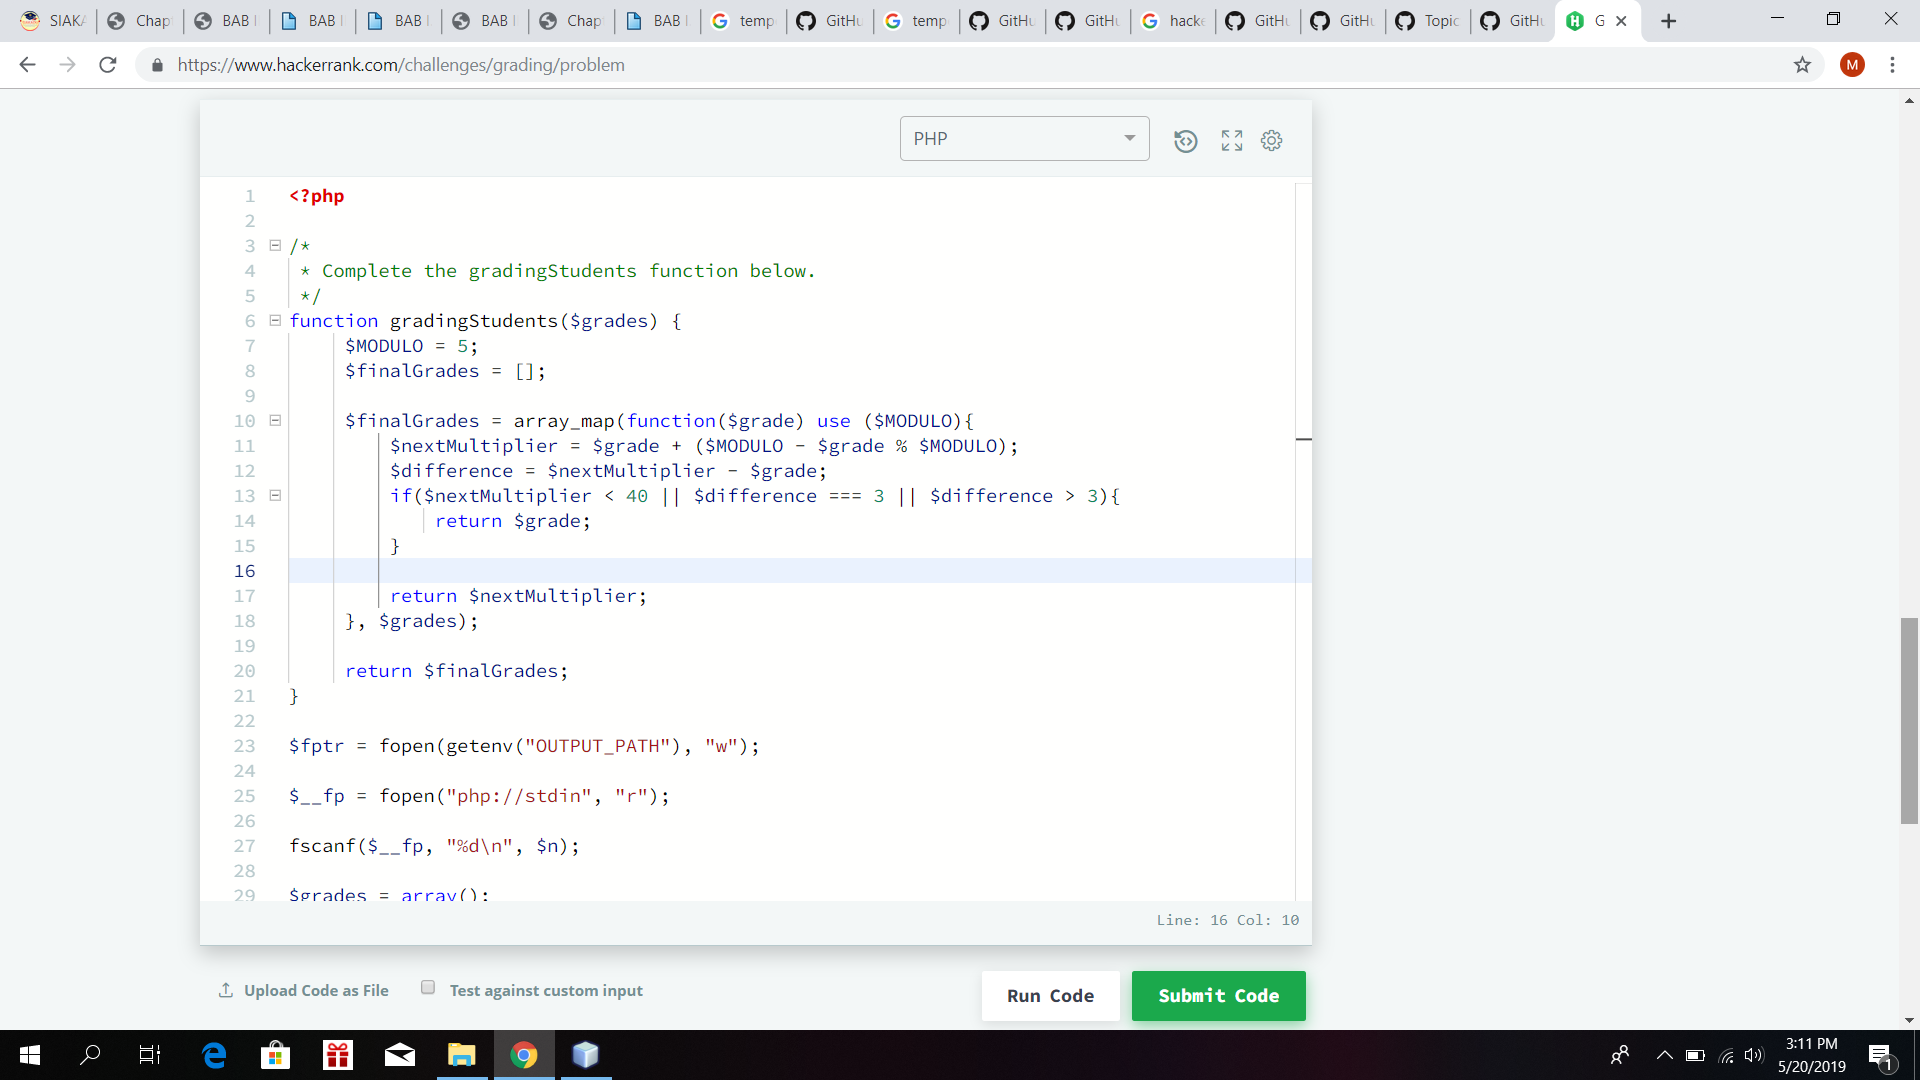 SIAKA Chap BAB I BAB I BAB I BAB I Chap BAB I temp GitHu temp GitHu GitHu hacke GitHu GitHu Topic GitHu G
https://www.hackerrank.com/challenges/grading/problem M
PHP
1 <?php
2
3 /*
4 * Complete the gradingStudents function below.
5 */
6 function gradingStudents($grades) {
7 $MODULO = 5;
8 $finalGrades = [];
9
10 $finalGrades = array_map(function($grade) use ($MODULO){
11 $nextMultiplier = $grade + ($MODULO - $grade % $MODULO);
12 $difference = $nextMultiplier - $grade;
13 if($nextMultiplier < 40 || $difference === 3 || $difference > 3){
14 return $grade;
15 }
16
17 return $nextMultiplier;
18 }, $grades);
19
20 return $finalGrades;
21 }
22
23 $fptr = fopen(getenv("OUTPUT_PATH"), "w");
24
25 $__fp = fopen("php://stdin", "r");
26
27 fscanf($__fp, "%d\n", $n);
28
29 $grades = array();
Line: 16 Col: 10
Upload Code as File Test against custom input Run Code Submit Code
3:11 PM
5/20/2019 1